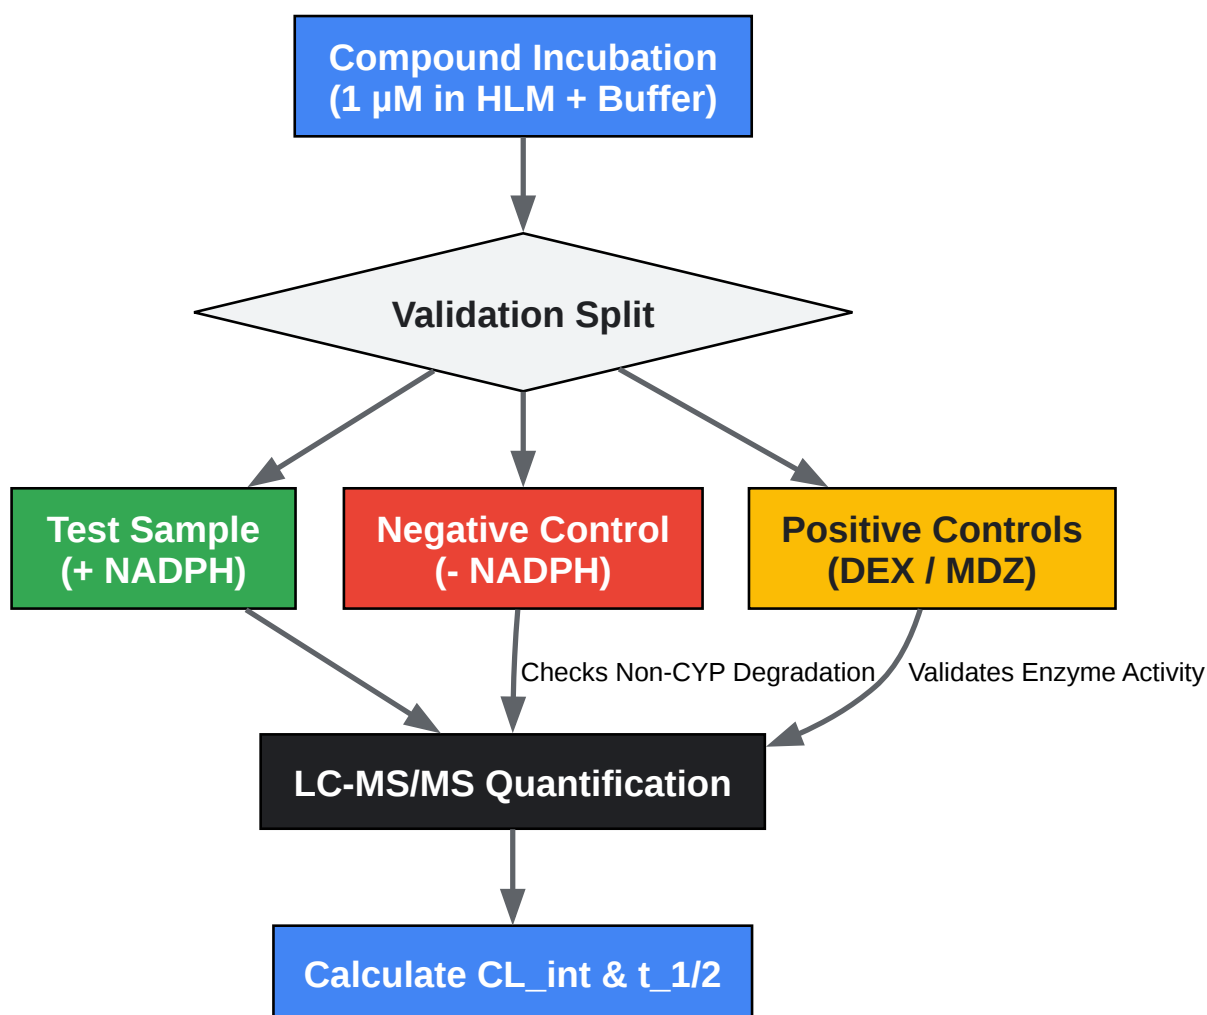 Compound Incubation
(1 µM in HLM + Buffer)
Validation Split
Test Sample
(+ NADPH)
Negative Control
(- NADPH)
Positive Controls
(DEX / MDZ)
Checks Non-CYP Degradation
Validates Enzyme Activity
LC-MS/MS Quantification
Calculate CL_int & t_1/2